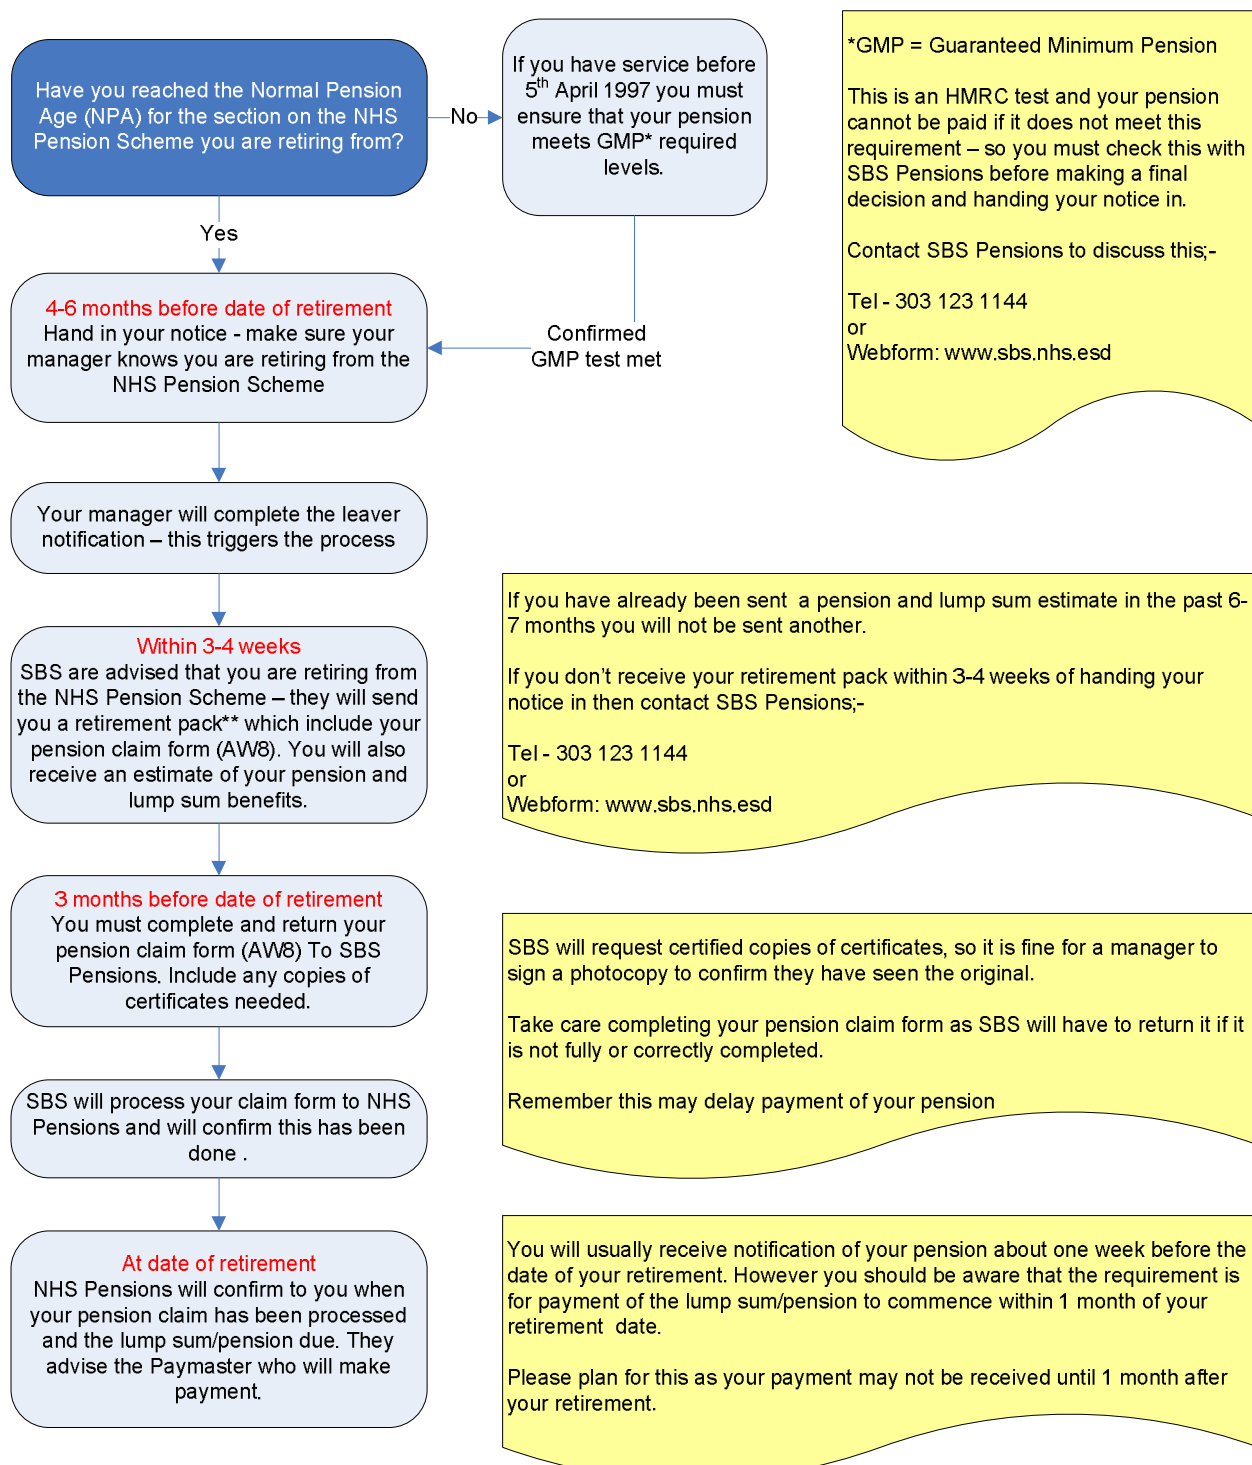 Have you reached the Normal Pension
Age (NPA) for the section on the NHS
Pension Scheme you are retiring from?
No
If you have service before
5th April 1997 you must
ensure that your pension
meets GMP* required
levels.
*GMP = Guaranteed Minimum Pension
This is an HMRC test and your pension
cannot be paid if it does not meet this
requirement – so you must check this with
SBS Pensions before making a final
decision and handing your notice in.
Contact SBS Pensions to discuss this;-
Tel - 303 123 1144
or
Webform: www.sbs.nhs.esd
Yes
Confirmed
GMP test met
4-6 months before date of retirement
Hand in your notice - make sure your
manager knows you are retiring from the
NHS Pension Scheme
Your manager will complete the leaver
notification – this triggers the process
Within 3-4 weeks
SBS are advised that you are retiring from
the NHS Pension Scheme – they will send
you a retirement pack** which include your
pension claim form (AW8). You will also
receive an estimate of your pension and
lump sum benefits.
If you have already been sent a pension and lump sum estimate in the past 6-
7 months you will not be sent another.
If you don't receive your retirement pack within 3-4 weeks of handing your
notice in then contact SBS Pensions;-
Tel - 303 123 1144
or
Webform: www.sbs.nhs.esd
3 months before date of retirement
You must complete and return your
pension claim form (AW8) To SBS
Pensions. Include any copies of
certificates needed.
SBS will request certified copies of certificates, so it is fine for a manager to
sign a photocopy to confirm they have seen the original.
Take care completing your pension claim form as SBS will have to return it if it
is not fully or correctly completed.
Remember this may delay payment of your pension
SBS will process your claim form to NHS
Pensions and will confirm this has been
done .
At date of retirement
NHS Pensions will confirm to you when
your pension claim has been processed
and the lump sum/pension due. They
advise the Paymaster who will make
payment.
You will usually receive notification of your pension about one week before the
date of your retirement. However you should be aware that the requirement is
for payment of the lump sum/pension to commence within 1 month of your
retirement date.
Please plan for this as your payment may not be received until 1 month after
your retirement.